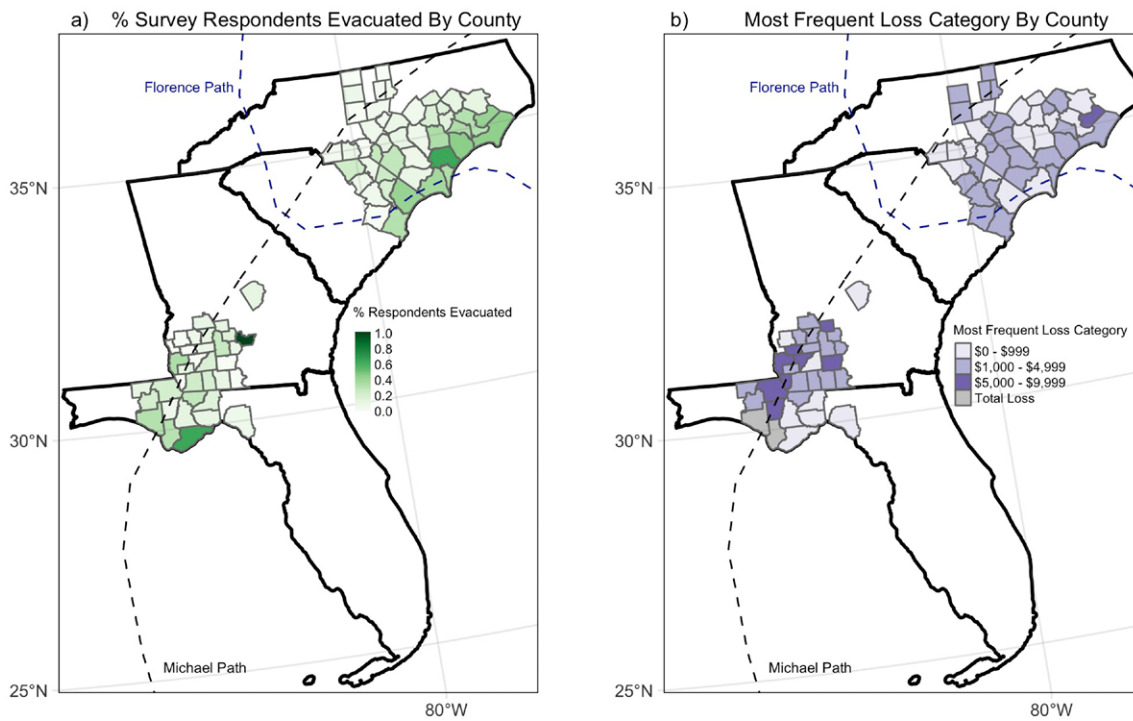 a) % Survey Respondents Evacuated By County
Florence Path
35°N
% Respondents Evacuated
1.0
0.8
0.6
0.4
0.2
0.0
30°N
Michael Path
25°N
80°W
b) Most Frequent Loss Category By County
Florence Path
35°N
Most Frequent Loss Category
$0 - $999
$1,000 - $4,999
$5,000 - $9,999
Total Loss
30°N
Michael Path
25°N
80°W